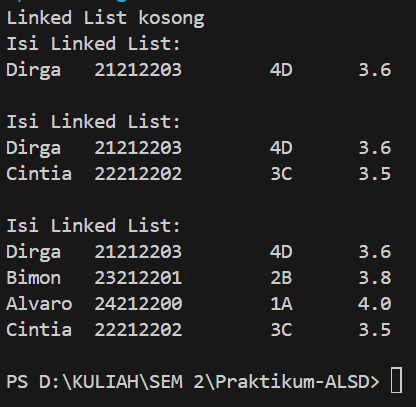 Linked List kosong
Isi Linked List:
Dirga 21212203 4D 3.6
Isi Linked List:
Dirga 21212203 4D 3.6
Cintia 22212202 3C 3.5
Isi Linked List:
Dirga 21212203 4D 3.6
Bimon 23212201 2B 3.8
Alvaro 24212200 1A 4.0
Cintia 22212202 3C 3.5
PS D:\KULIAH\SEM 2\Praktikum-ALSD>